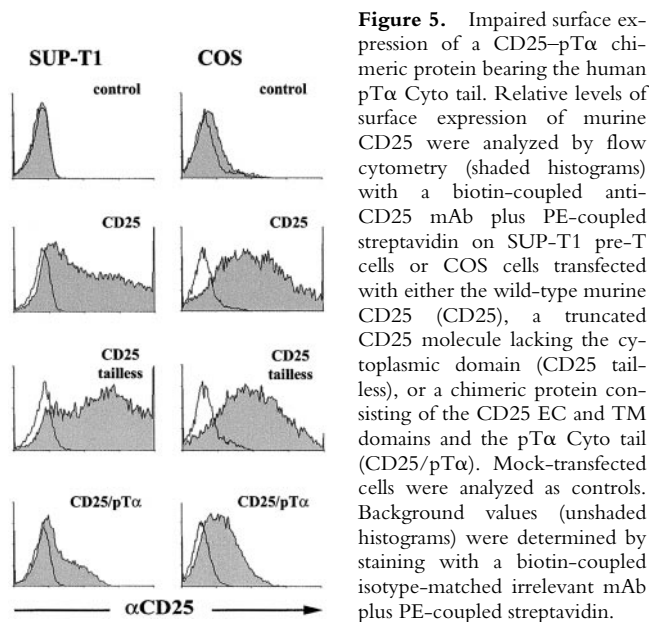 SUP-T1
COS
control
control
CD25
CD25
CD25
tailless
CD25
tailless
CD25/pTα
CD25/pTα
αCD25
Figure 5. Impaired surface ex-
pression of a CD25–pTα chi-
meric protein bearing the human
pTα Cyto tail. Relative levels of
surface expression of murine
CD25 were analyzed by flow
cytometry (shaded histograms)
with a biotin-coupled anti-
CD25 mAb plus PE-coupled
streptavidin on SUP-T1 pre-T
cells or COS cells transfected
with either the wild-type murine
CD25 (CD25), a truncated
CD25 molecule lacking the cy-
toplasmic domain (CD25 tail-
less), or a chimeric protein con-
sisting of the CD25 EC and TM
domains and the pTα Cyto tail
(CD25/pTα). Mock-transfected
cells were analyzed as controls.
Background values (unshaded
histograms) were determined by
staining with a biotin-coupled
isotype-matched irrelevant mAb
plus PE-coupled streptavidin.